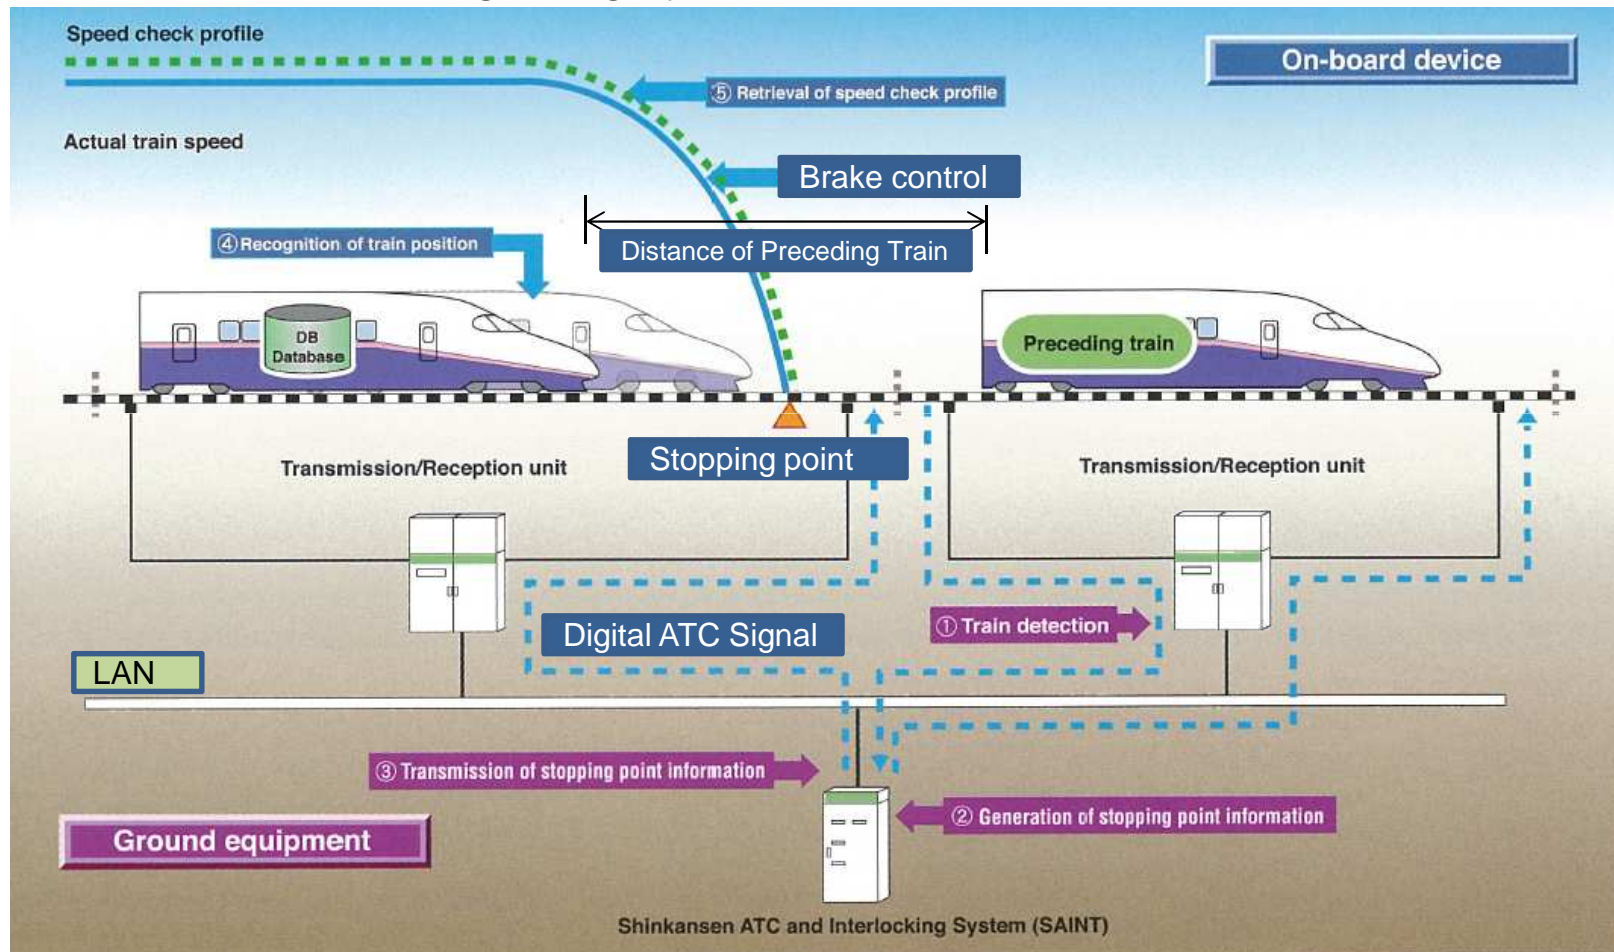 Speed check profile
On-board device
⑤ Retrieval of speed check profile
Actual train speed
Brake control
④ Recognition of train position
Distance of Preceding Train
DB
Database
Preceding train
Stopping point
Transmission/Reception unit
Transmission/Reception unit
① Train detection
Digital ATC Signal
LAN
③ Transmission of stopping point information
② Generation of stopping point information
Ground equipment
Shinkansen ATC and Interlocking System (SAINT)